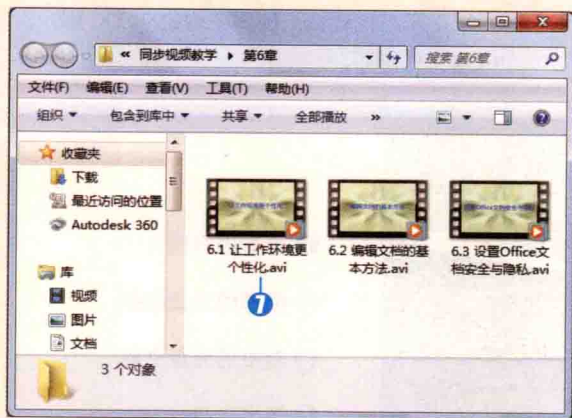 « 同步视频教学 ▸ 第6章
搜索 第6章
文件(F) 编辑(E) 查看(V) 工具(T) 帮助(H)
组织 ▼ 包含到库中 ▼ 共享 ▼ 全部播放 »
收藏夹
下载
最近访问的位置
Autodesk 360
库
视频
图片
文档
6.1 让工作环境更
个性化.avi
6.2 编辑文档的基
本方法.avi
6.3 设置Office文
档安全与隐私.avi
7
3 个对象